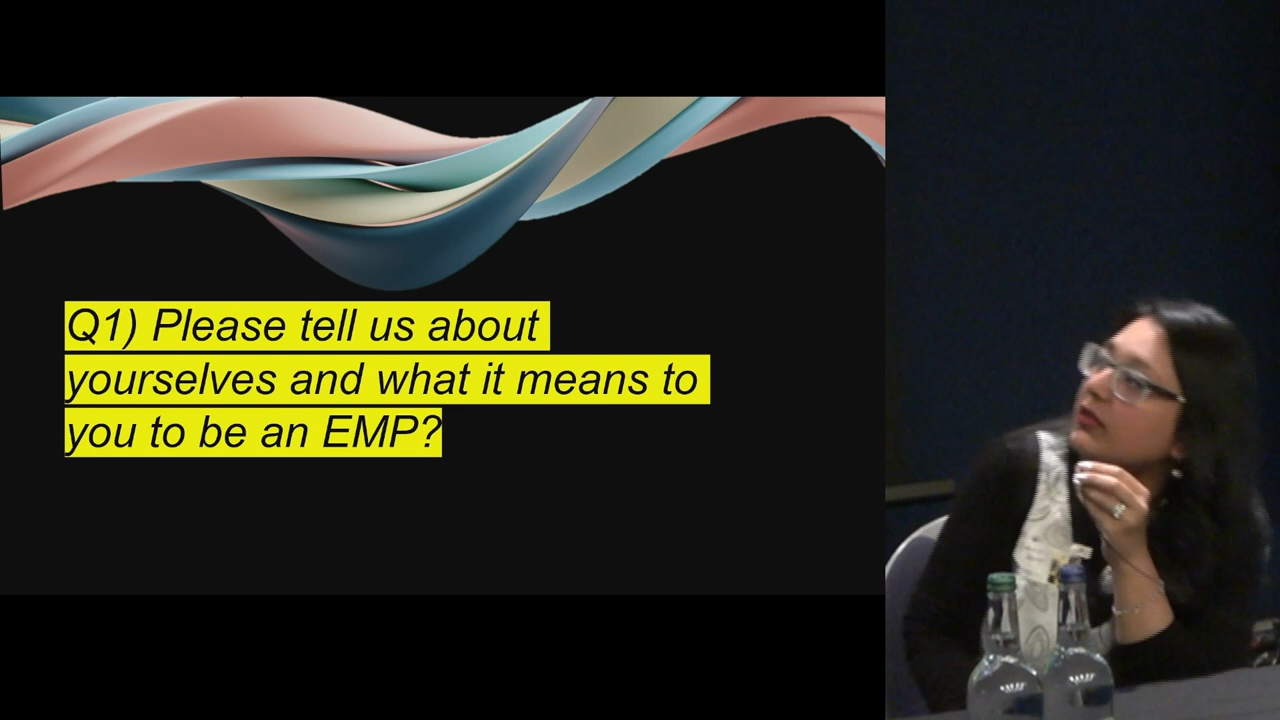 Q1) Please tell us about
yourselves and what it means to
you to be an EMP?